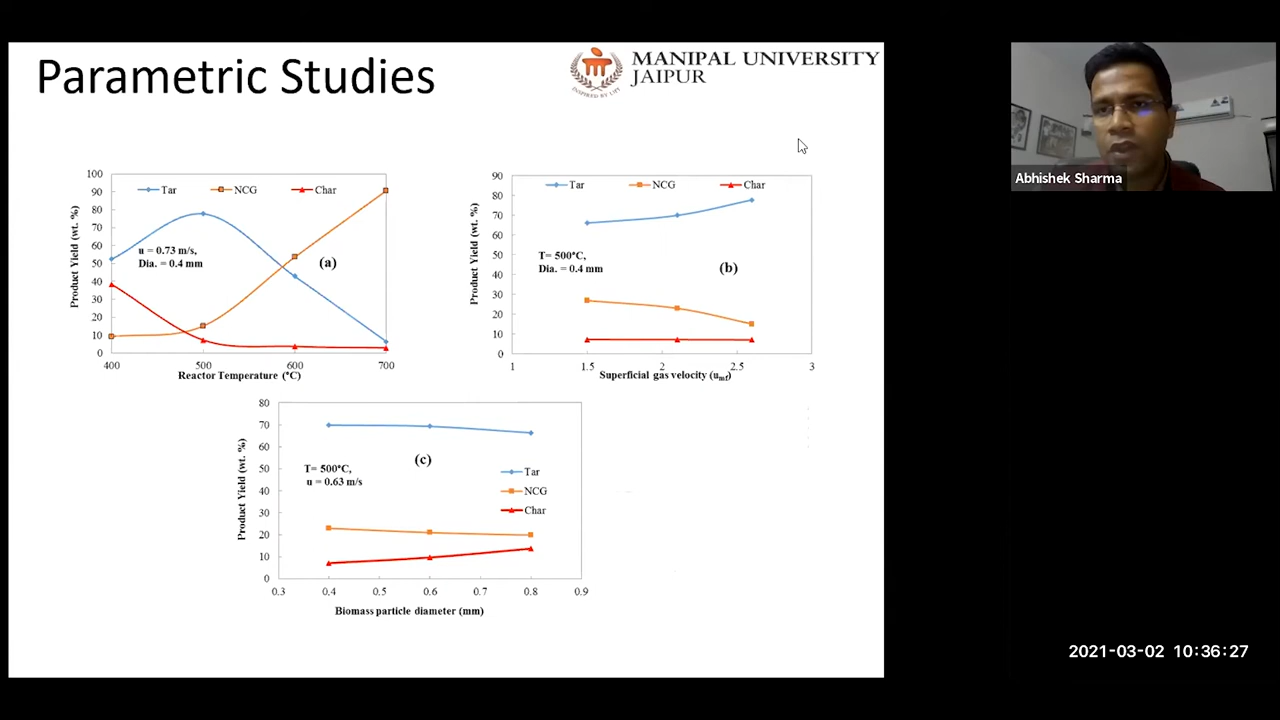 Parametric Studies
MANIPAL UNIVERSITY
JAIPUR
INSPIRED BY LIFE
Abhishek Sharma
100
90
80
70
60
50
40
30
20
10
0
Product Yield (wt. %)
Tar NCG Char
u = 0.73 m/s,
Dia. = 0.4 mm
(a)
400 500 600 700
Reactor Temperature (°C)
90
80
70
60
50
40
30
20
10
0
Product Yield (wt. %)
Tar NCG Char
T= 500°C,
Dia. = 0.4 mm
(b)
1 1.5 2 2.5 3
Superficial gas velocity (umf)
80
70
60
50
40
30
20
10
0
Product Yield (wt. %)
T= 500°C,
u = 0.63 m/s
(c)
Tar
NCG
Char
0.3 0.4 0.5 0.6 0.7 0.8 0.9
Biomass particle diameter (mm)
2021-03-02 10:36:27